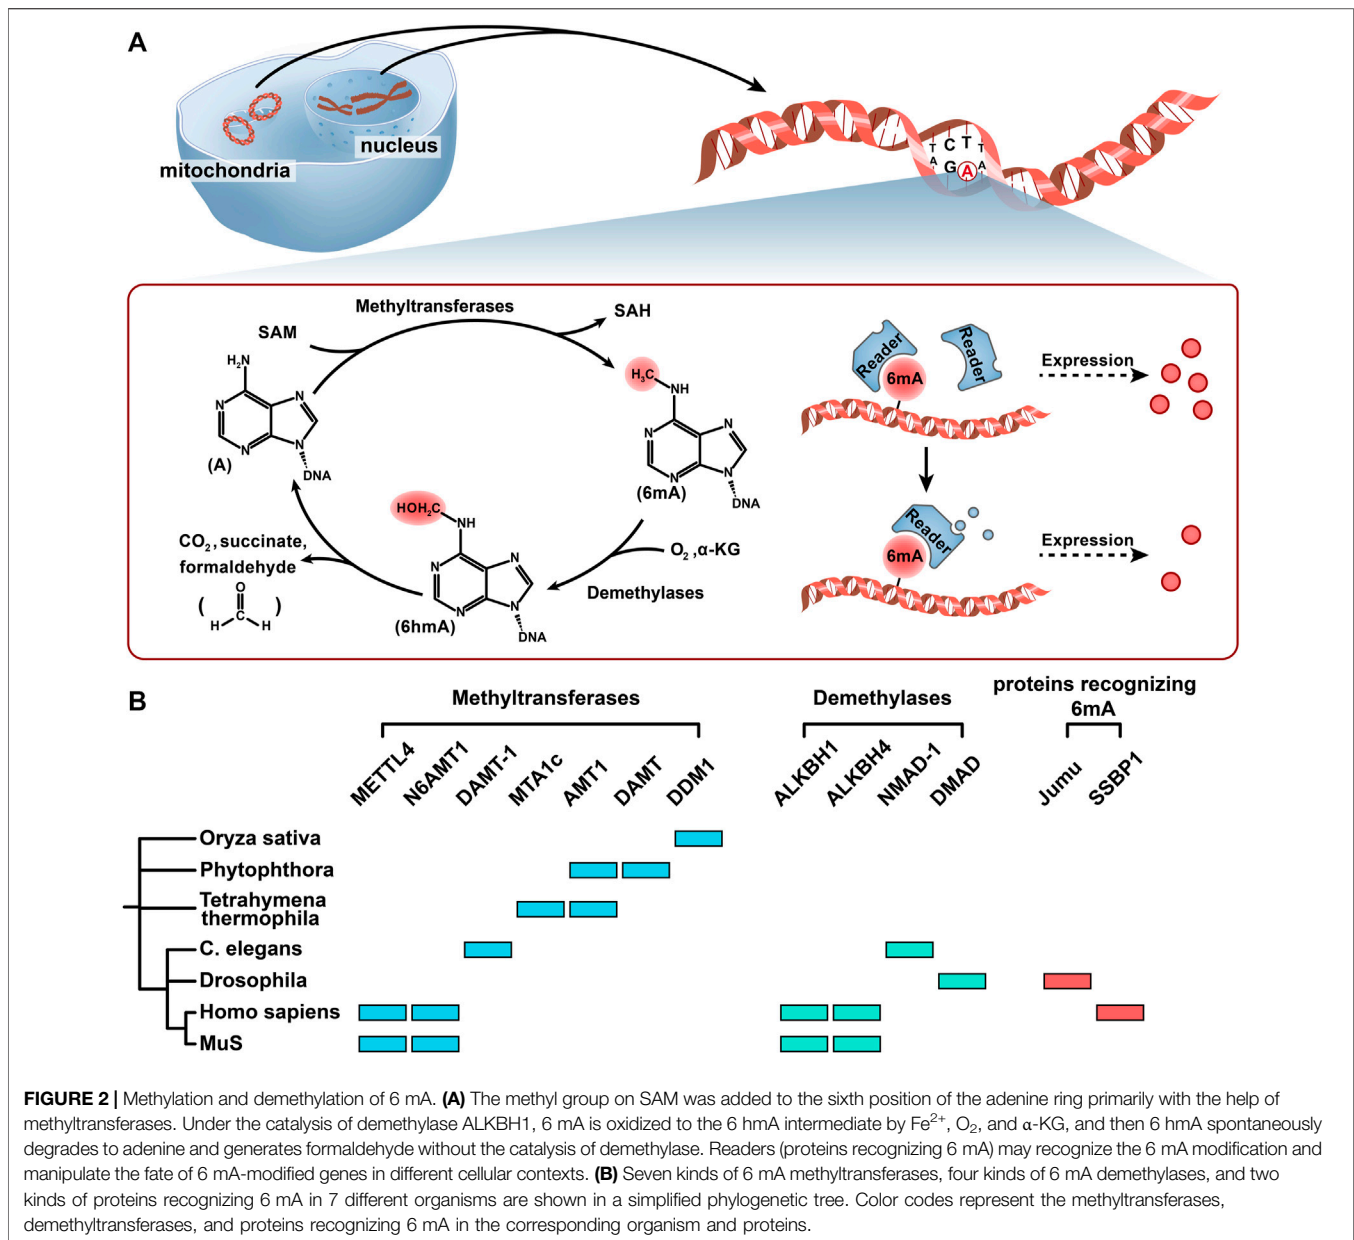 A
nucleus
mitochondria
T C T T
A G A A
Methyltransferases
SAM
SAH
H₂N
N
N
N
N
(A)
DNA
H₃C
NH
N
N
N
N
(6mA)
DNA
HOH₂C
NH
N
N
N
N
(6hmA)
DNA
O₂,α-KG
Demethylases
CO₂, succinate,
formaldehyde
( O
H C H )
Reader
Reader
6mA
Expression
Reader
6mA
Expression
B
Methyltransferases
Demethylases
proteins recognizing
6mA
METTL4
N6AMT1
DAMT-1
MTA1c
AMT1
DAMT
DDM1
ALKBH1
ALKBH4
NMAD-1
DMAD
Jumu
SSBP1
Oryza sativa
Phytophthora
Tetrahymena
thermophila
C. elegans
Drosophila
Homo sapiens
MuS
FIGURE 2 | Methylation and demethylation of 6 mA. (A) The methyl group on SAM was added to the sixth position of the adenine ring primarily with the help of
methyltransferases. Under the catalysis of demethylase ALKBH1, 6 mA is oxidized to the 6 hmA intermediate by Fe²⁺, O₂, and α-KG, and then 6 hmA spontaneously
degrades to adenine and generates formaldehyde without the catalysis of demethylase. Readers (proteins recognizing 6 mA) may recognize the 6 mA modification and
manipulate the fate of 6 mA-modified genes in different cellular contexts. (B) Seven kinds of 6 mA methyltransferases, four kinds of 6 mA demethylases, and two
kinds of proteins recognizing 6 mA in 7 different organisms are shown in a simplified phylogenetic tree. Color codes represent the methyltransferases,
demethyltransferases, and proteins recognizing 6 mA in the corresponding organism and proteins.